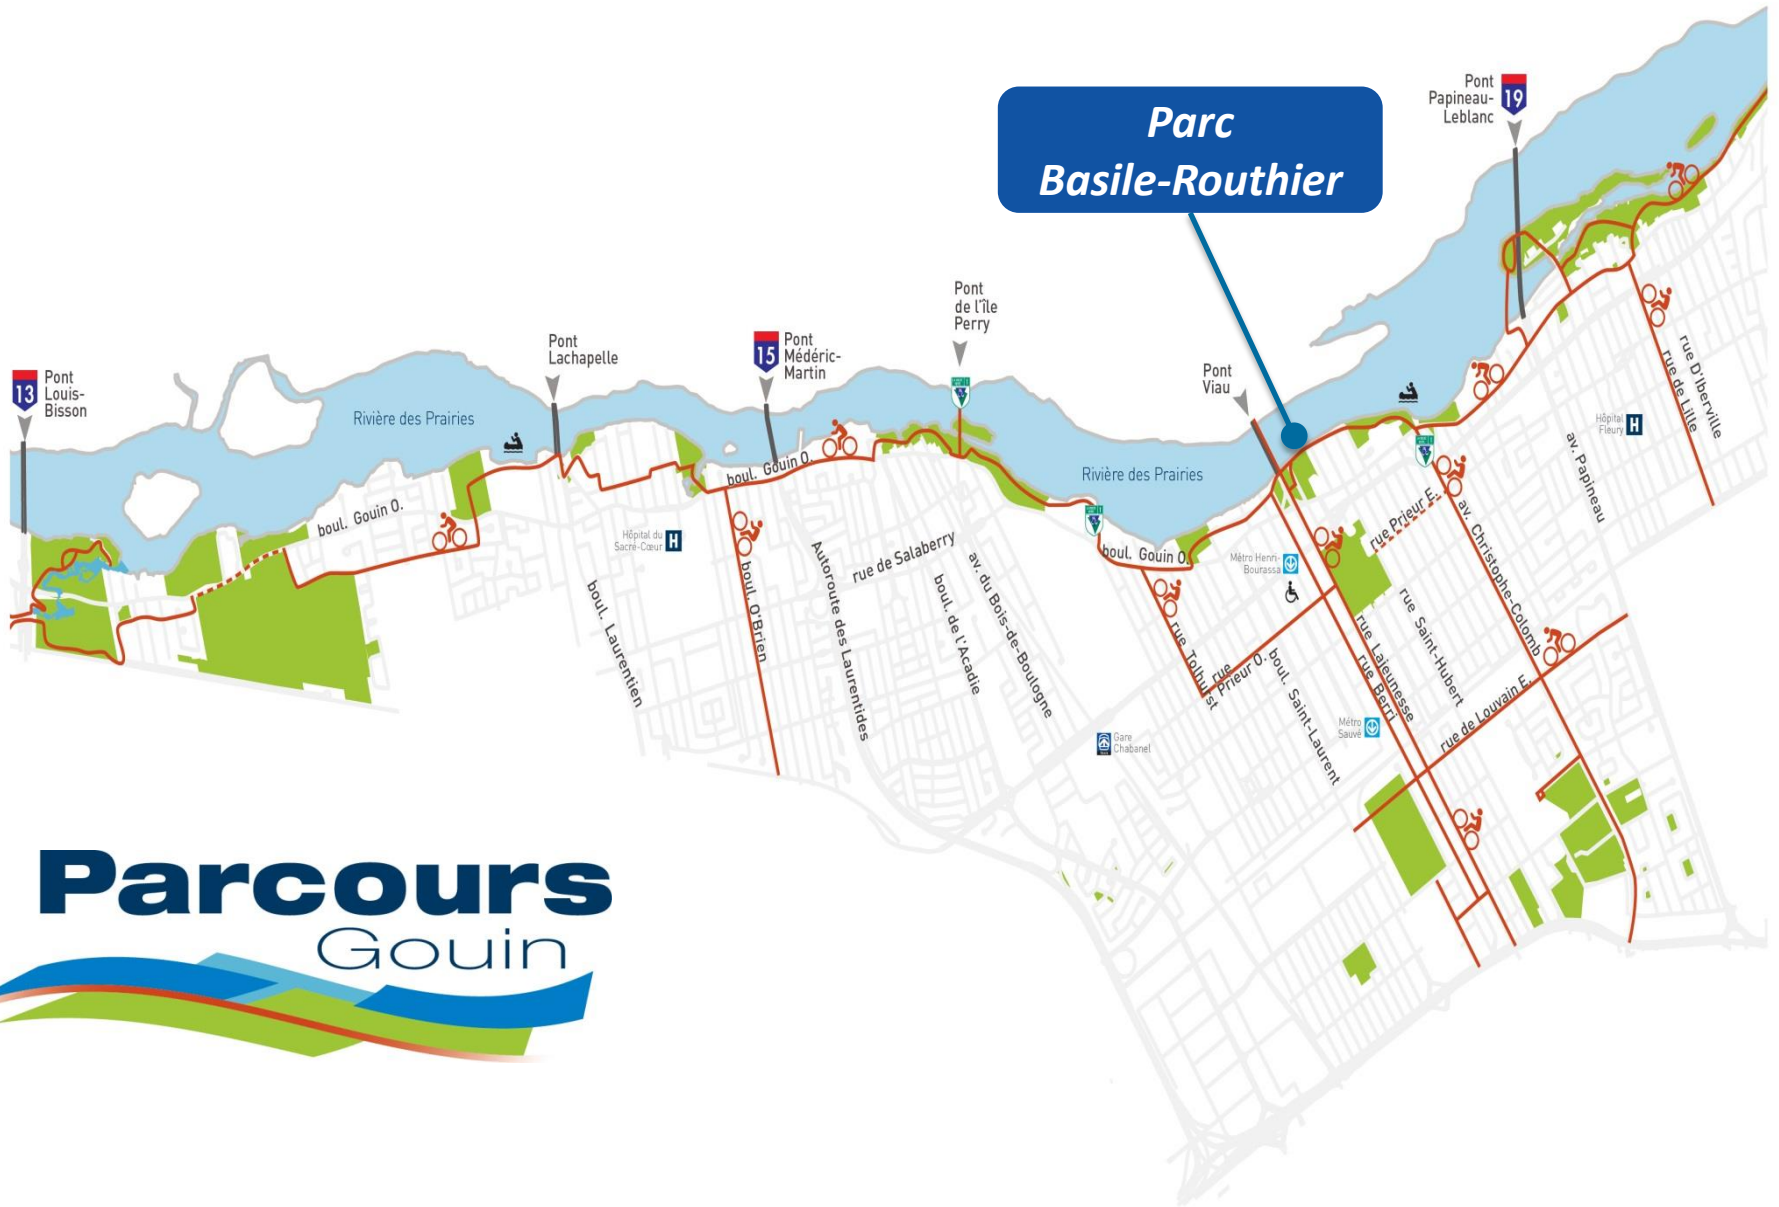 Parc
Basile-Routhier
Pont
Papineau-
Leblanc
19
Pont
de l'île
Perry
Pont
Lachapelle
15
Pont
Médéric-
Martin
13
Pont
Louis-
Bisson
Pont
Viau
Rivière des Prairies
Rivière des Prairies
boul. Gouin O.
boul. Gouin O.
boul. Gouin O.
Hôpital du
Sacré-Cœur
H
Hôpital
Fleury
H
rue D'Iberville
rue de Lille
av. Papineau
rue Prieur E.
av. Christophe-Colomb
Métro Henri-
Bourassa
rue de Salaberry
av. du Bois-de-Boulogne
boul. de l'Acadie
Autoroute des Laurentides
boul. O'Brien
boul. Laurentien
rue Tolhurst
rue
Prieur O.
boul. Saint-Laurent
rue Lajeunesse
rue Berri
rue Saint-Hubert
rue de Louvain E.
Métro
Sauvé
Gare
Chabanel
Parcours
Gouin